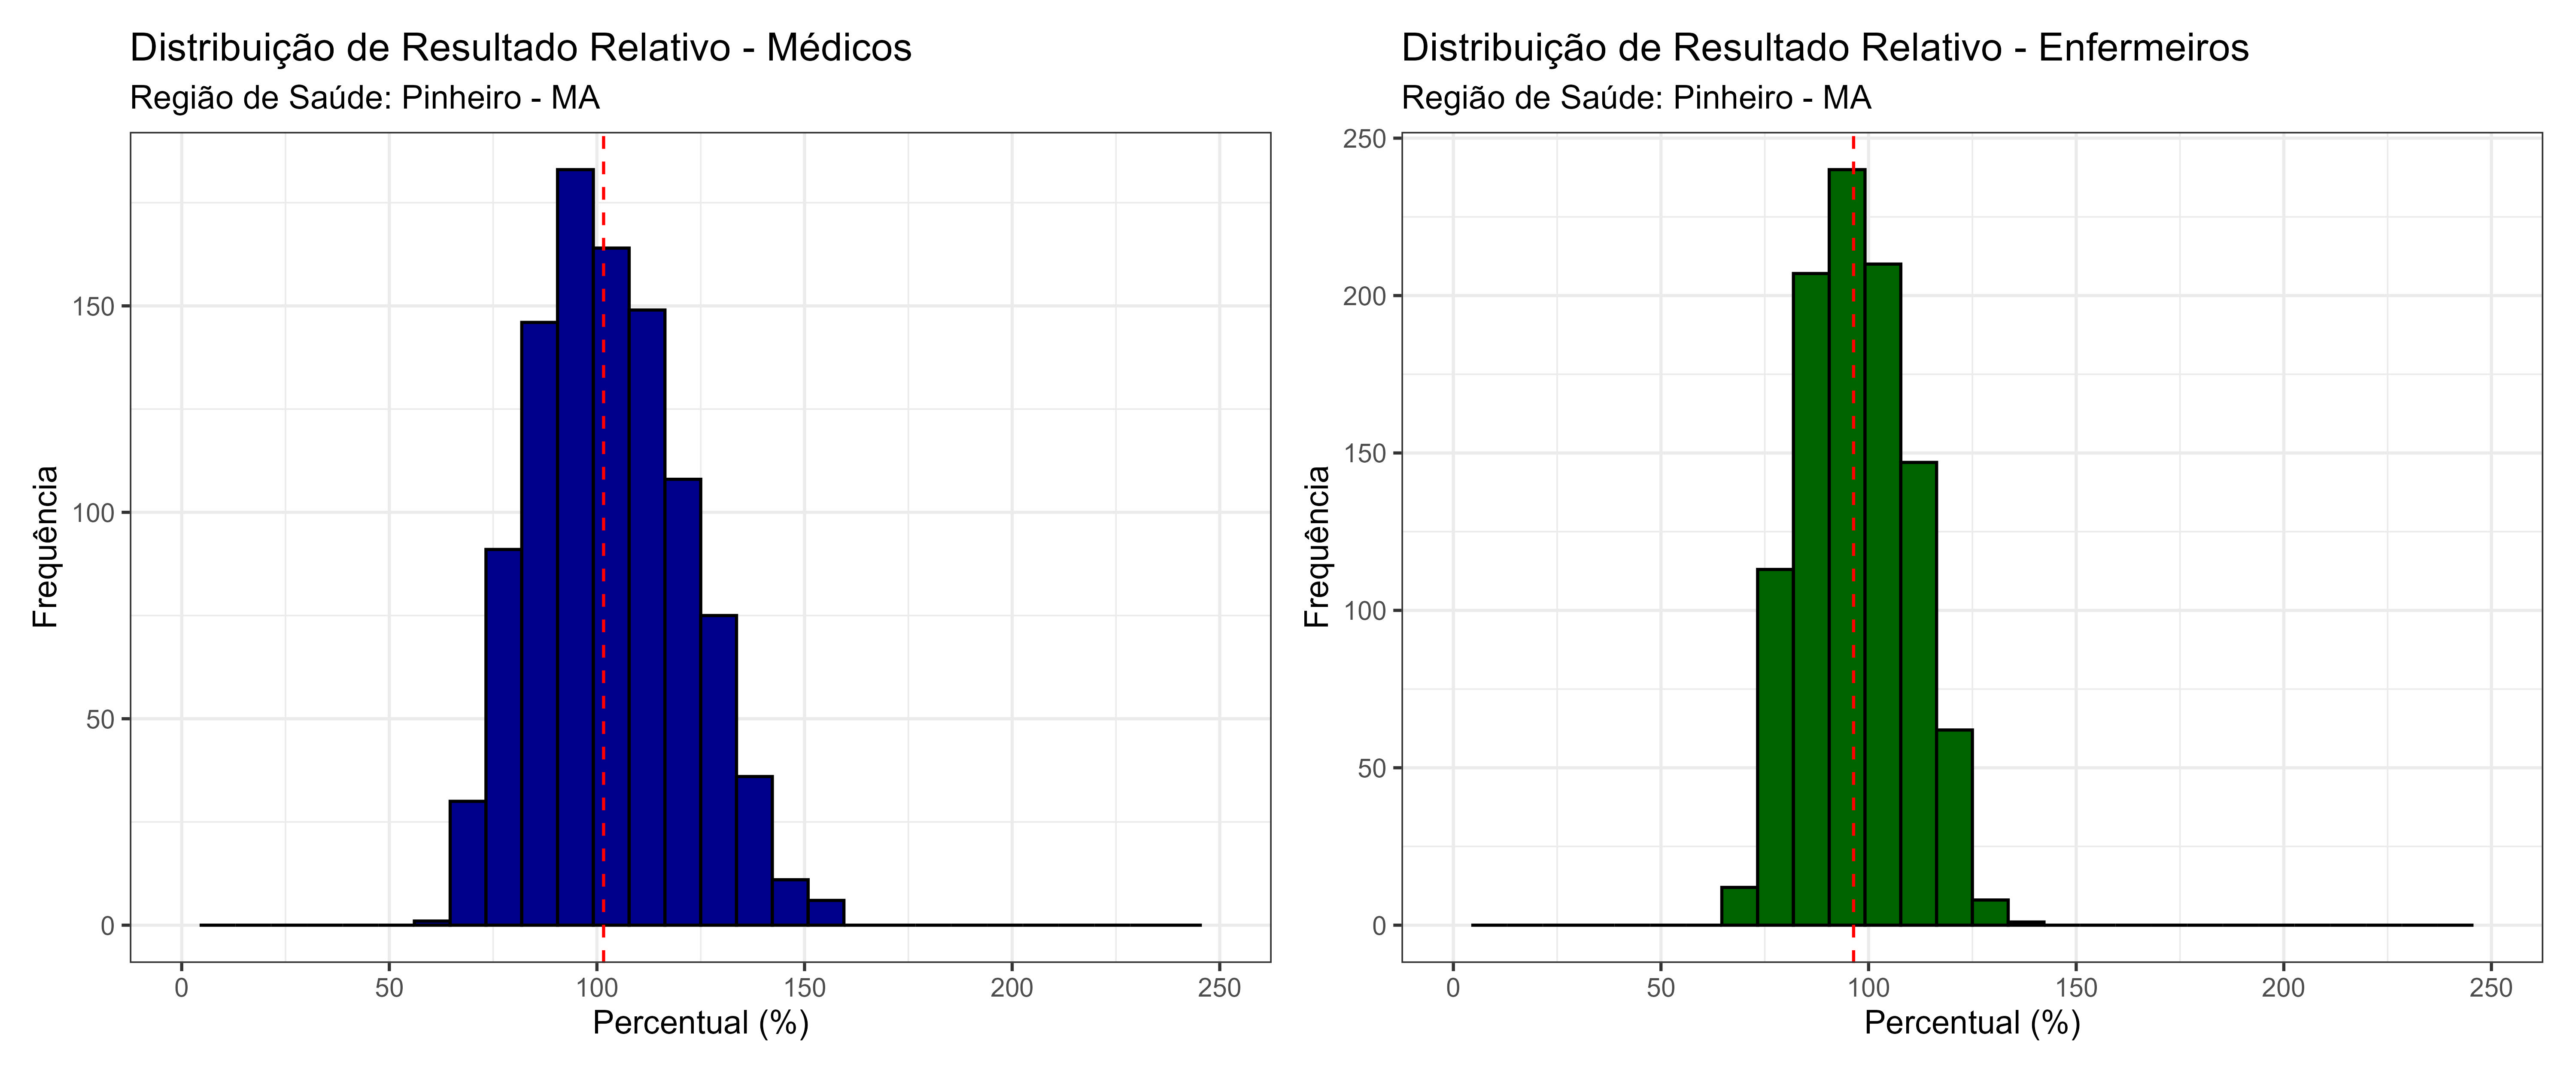 Distribuição de Resultado Relativo - Médicos
Região de Saúde: Pinheiro - MA
Frequência
150
100
50
0
0 50 100 150 200 250
Percentual (%)
Distribuição de Resultado Relativo - Enfermeiros
Região de Saúde: Pinheiro - MA
Frequência
250
200
150
100
50
0
0 50 100 150 200 250
Percentual (%)